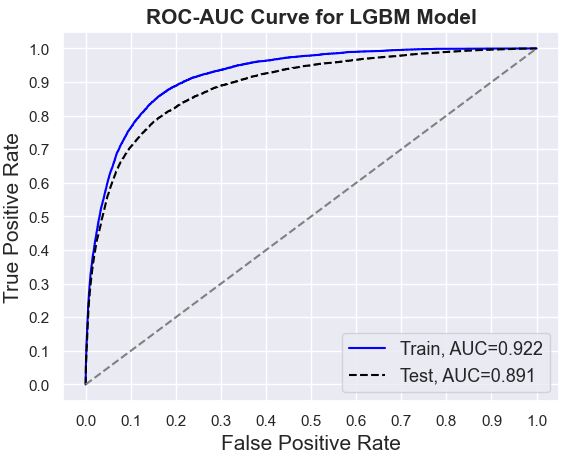 ROC-AUC Curve for LGBM Model
True Positive Rate
1.0
0.9
0.8
0.7
0.6
0.5
0.4
0.3
0.2
0.1
0.0
Train, AUC=0.922
Test, AUC=0.891
0.0 0.1 0.2 0.3 0.4 0.5 0.6 0.7 0.8 0.9 1.0
False Positive Rate